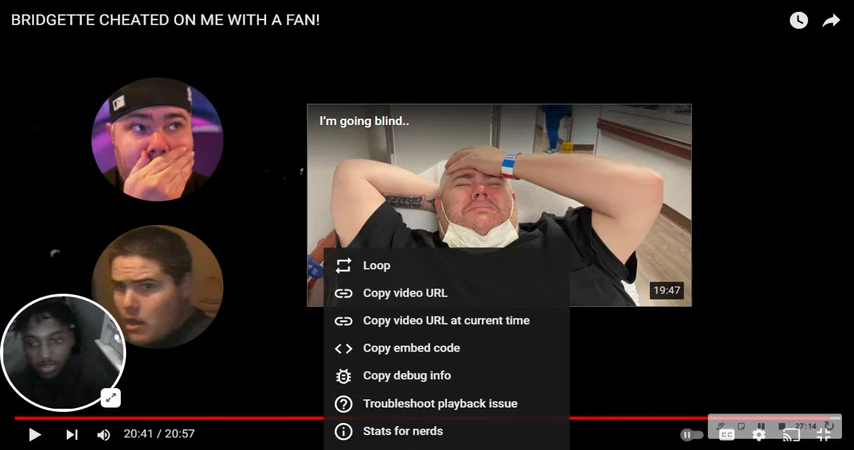 BRIDGETTE CHEATED ON ME WITH A FAN!
I'm going blind..
19:47
Loop
Copy video URL
Copy video URL at current time
Copy embed code
Copy debug info
Troubleshoot playback issue
Stats for nerds
20:41 / 20:57
CC
27:14